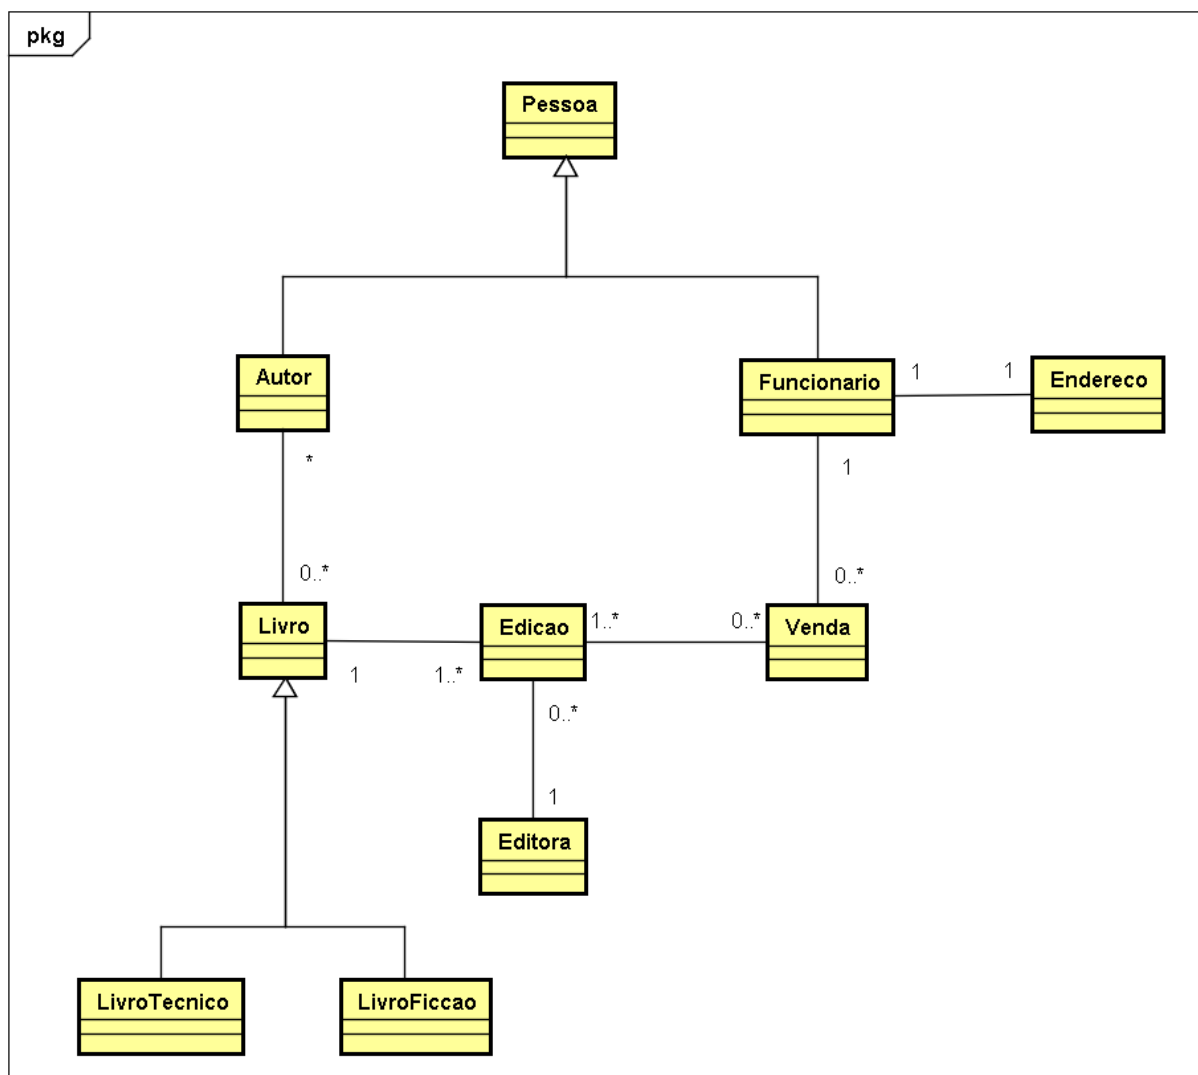 pkg
Pessoa
Autor
Funcionario
1
1
Endereco
*
1
0..*
0..*
Livro
Edicao
1..*
0..*
Venda
1
1..*
0..*
1
Editora
LivroTecnico
LivroFiccao